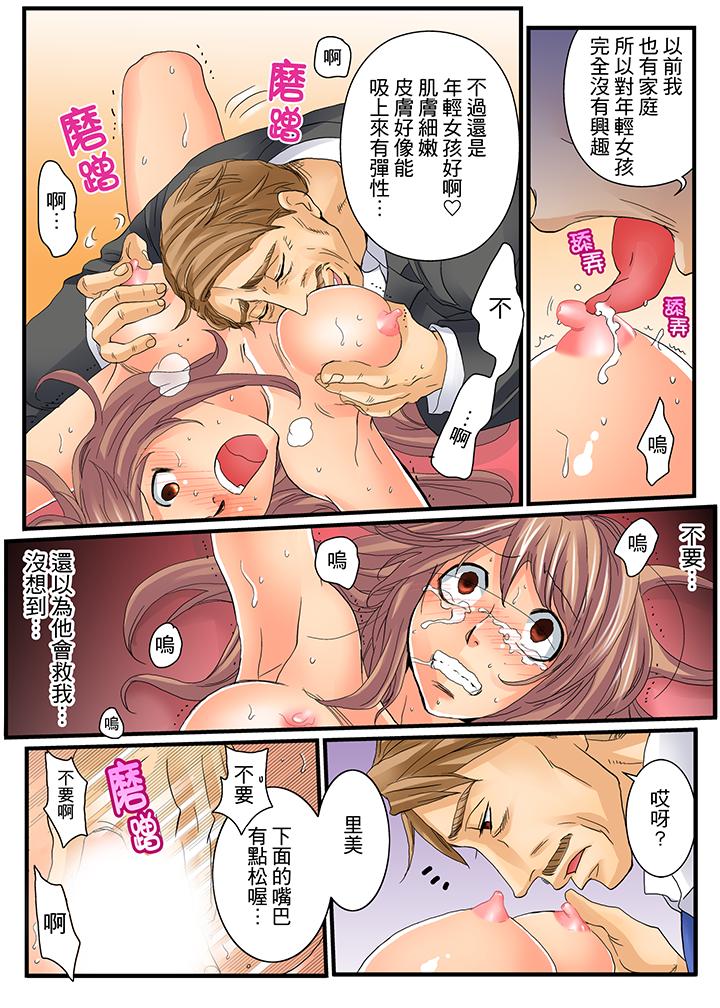 以前我
也有家庭
所以對年輕女孩
完全沒有興趣
舔弄
舔弄
嗚
不過還是
年輕女孩好啊♡
肌膚細嫩
皮膚好像能
吸上來有彈性…
啊
磨蹭
磨蹭
啊…
不
…啊…
不要…
嗚
嗚
嗚
嗚
還以為他會救我…
沒想到…
哎呀?
里美
下面的嘴巴
有點松喔…
不要
磨蹭
不要啊
啊